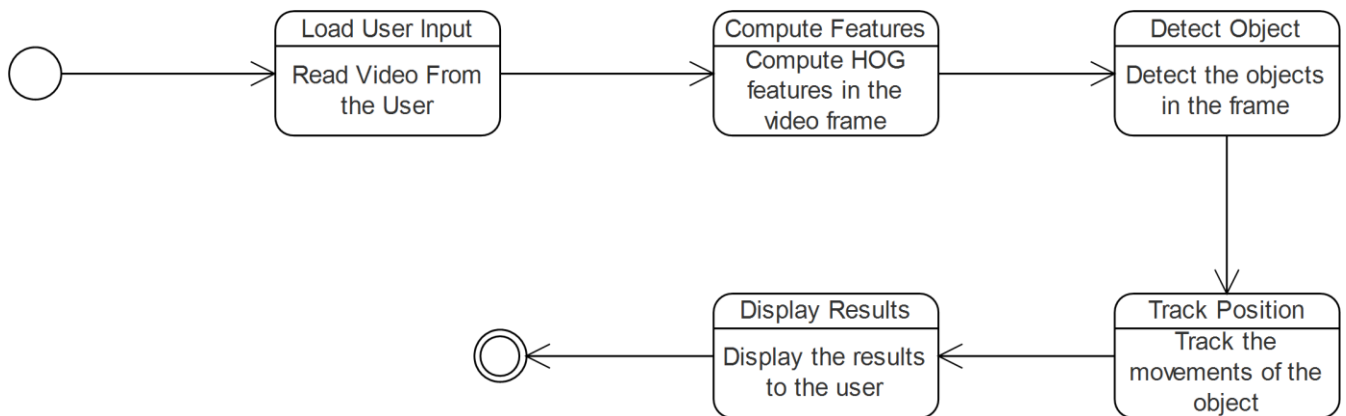 Load User Input
Read Video From
the User
Compute Features
Compute HOG
features in the
video frame
Detect Object
Detect the objects
in the frame
Track Position
Track the
movements of the
object
Display Results
Display the results
to the user